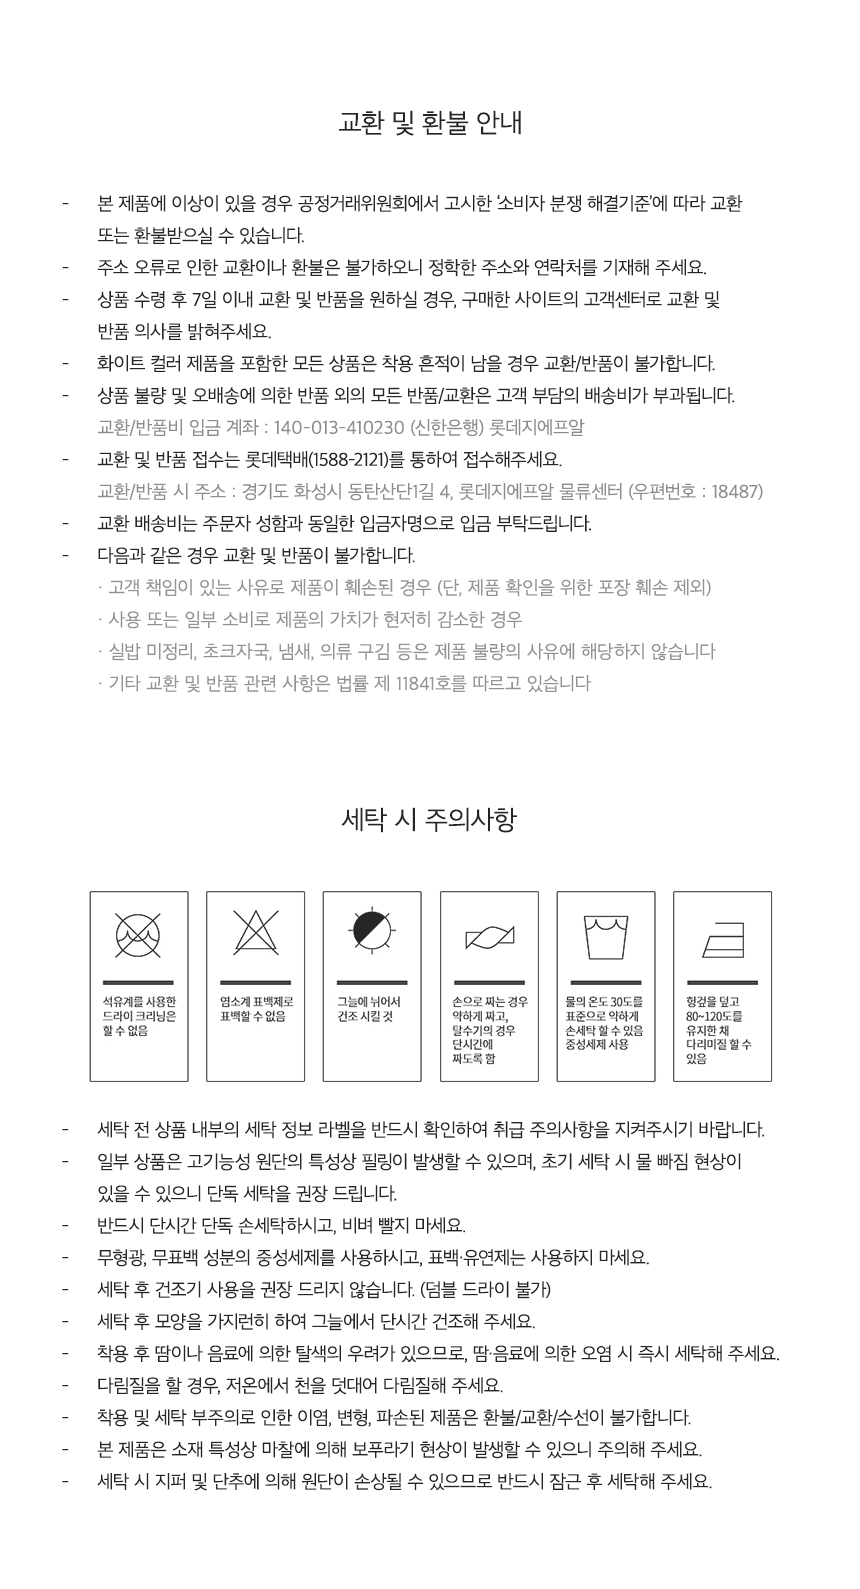 교환 및 환불 안내
- 본 제품에 이상이 있을 경우 공정거래위원회에서 고시한 '소비자 분쟁 해결기준'에 따라 교환
또는 환불받으실 수 있습니다.
- 주소 오류로 인한 교환이나 환불은 불가하오니 정확한 주소와 연락처를 기재해 주세요.
- 상품 수령 후 7일 이내 교환 및 반품을 원하실 경우, 구매한 사이트의 고객센터로 교환 및
반품 의사를 밝혀주세요.
- 화이트 컬러 제품을 포함한 모든 상품은 착용 흔적이 남을 경우 교환/반품이 불가합니다.
- 상품 불량 및 오배송에 의한 반품 외의 모든 반품/교환은 고객 부담의 배송비가 부과됩니다.
교환/반품비 입금 계좌 : 140-013-410230 (신한은행) 롯데지에프알
- 교환 및 반품 접수는 롯데택배(1588-2121)를 통하여 접수해주세요.
교환/반품 시 주소 : 경기도 화성시 동탄산단1길 4, 롯데지에프알 물류센터 (우편번호 : 18487)
- 교환 배송비는 주문자 성함과 동일한 입금자명으로 입금 부탁드립니다.
- 다음과 같은 경우 교환 및 반품이 불가합니다.
· 고객 책임이 있는 사유로 제품이 훼손된 경우 (단, 제품 확인을 위한 포장 훼손 제외)
· 사용 또는 일부 소비로 제품의 가치가 현저히 감소한 경우
· 실밥 미정리, 초크자국, 냄새, 의류 구김 등은 제품 불량의 사유에 해당하지 않습니다
· 기타 교환 및 반품 관련 사항은 법률 제 11841호를 따르고 있습니다
세탁 시 주의사항
석유계를 사용한
드라이 크리닝은
할 수 없음
염소계 표백제로
표백할 수 없음
그늘에 뉘어서
건조 시킬 것
손으로 짜는 경우
약하게 짜고,
탈수기의 경우
단시간에
짜도록 함
물의 온도 30도를
표준으로 약하게
손세탁 할 수 있음
중성세제 사용
헝겊을 덮고
80~120도를
유지한 채
다리미질 할 수
있음
- 세탁 전 상품 내부의 세탁 정보 라벨을 반드시 확인하여 취급 주의사항을 지켜주시기 바랍니다.
- 일부 상품은 고기능성 원단의 특성상 필링이 발생할 수 있으며, 초기 세탁 시 물 빠짐 현상이
있을 수 있으니 단독 세탁을 권장 드립니다.
- 반드시 단시간 단독 손세탁하시고, 비벼 빨지 마세요.
- 무형광, 무표백 성분의 중성세제를 사용하시고, 표백·유연제는 사용하지 마세요.
- 세탁 후 건조기 사용을 권장 드리지 않습니다. (덤블 드라이 불가)
- 세탁 후 모양을 가지런히 하여 그늘에서 단시간 건조해 주세요.
- 착용 후 땀이나 음료에 의한 탈색의 우려가 있으므로, 땀·음료에 의한 오염 시 즉시 세탁해 주세요.
- 다림질을 할 경우, 저온에서 천을 덧대어 다림질해 주세요.
- 착용 및 세탁 부주의로 인한 이염, 변형, 파손된 제품은 환불/교환/수선이 불가합니다.
- 본 제품은 소재 특성상 마찰에 의해 보푸라기 현상이 발생할 수 있으니 주의해 주세요.
- 세탁 시 지퍼 및 단추에 의해 원단이 손상될 수 있으므로 반드시 잠근 후 세탁해 주세요.